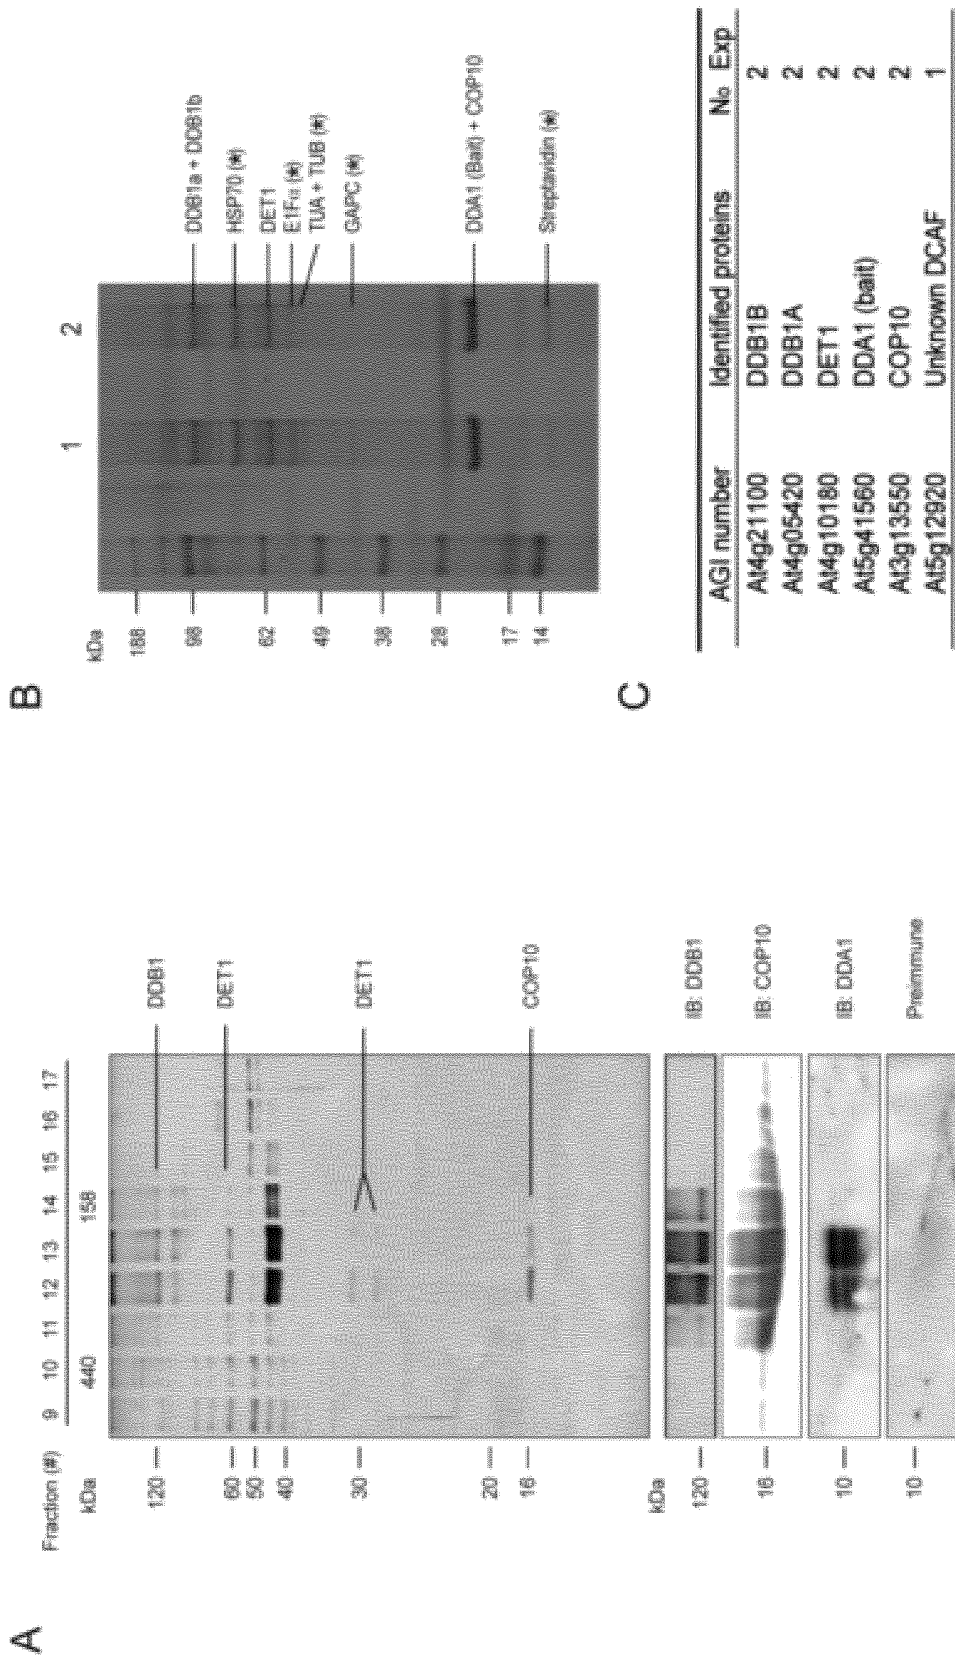 A
Fraction (#) 9 10 11 12 13 14 15 16 17
kDa 440 158
120
60
50
40
30
20
16
DDB1
DET1
DET1
COP10
kDa
120
16
10
10
IB: DDB1
IB: COP10
IB: DDA1
Preimmune
B
kDa
1 2
188
98
62
49
38
28
17
14
DDB1a + DDB1b
HSP70 (*)
DET1
TUA + TUB (*)
GAPC (*)
DDA1 (Bait) + COP10
Streptavidin (*)
C
AGI number Identified proteins No Exp
At4g21100 DDB1B 2
At4g05420 DDB1A 2
At4g10180 DET1 2
At5g41560 DDA1 (bait) 2
At3g13550 COP10 2
At5g12920 Unknown DCAF 1